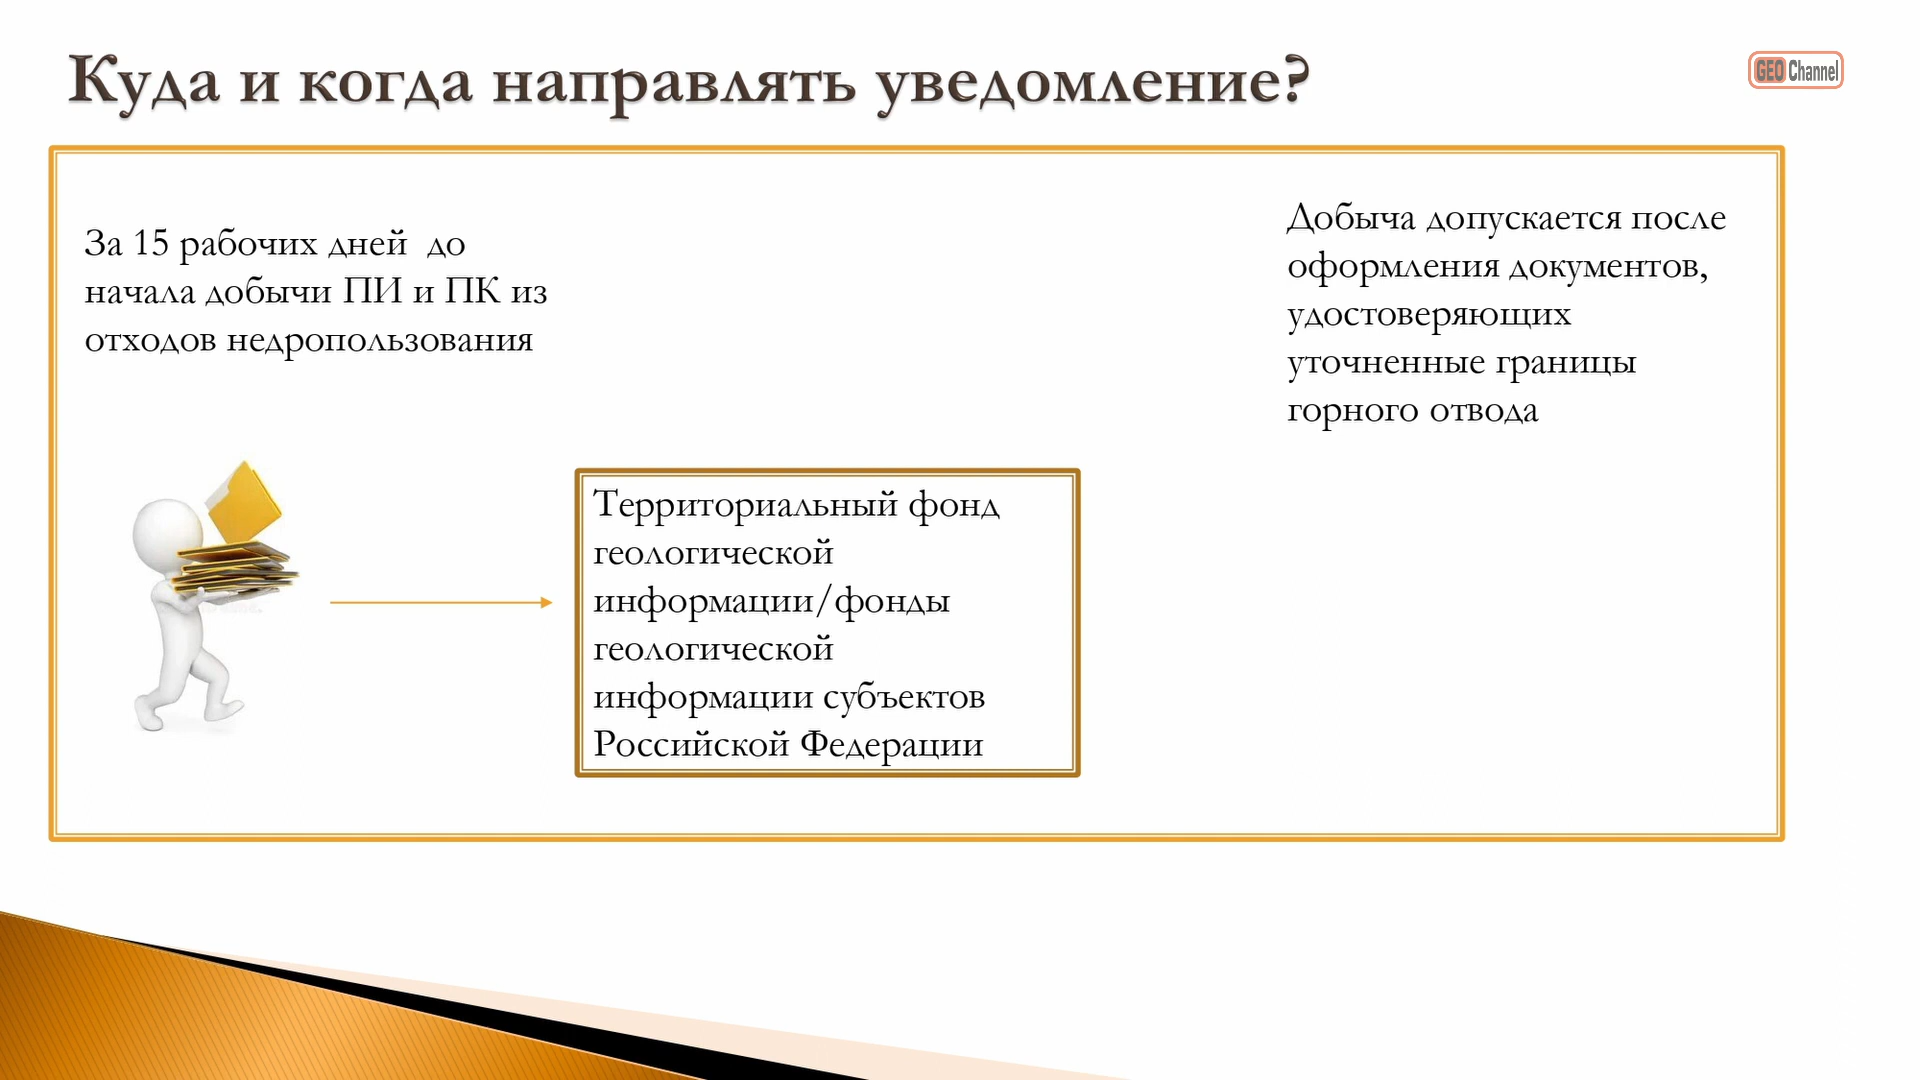 Куда и когда направлять уведомление?
GEO Channel
За 15 рабочих дней до
начала добычи ПИ и ПК из
отходов недропользования
Добыча допускается после
оформления документов,
удостоверяющих
уточненные границы
горного отвода
Территориальный фонд
геологической
информации/фонды
геологической
информации субъектов
Российской Федерации